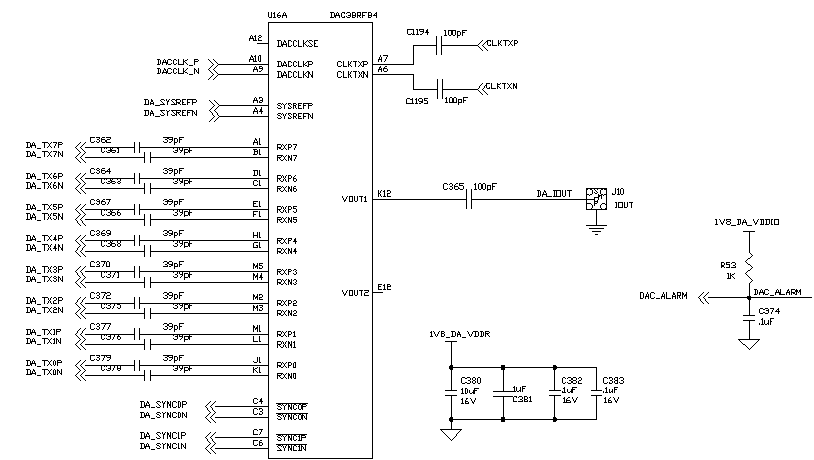 U16A DAC38RF84
A12 DACCLKSE
DACCLK_P A10 DACCLKP
DACCLK_N A9 DACCLKN
DA_SYSREFP A3 SYSREFP
DA_SYSREFN A4 SYSREFN
DA_TX7P C362 39pF A1 RXP7
DA_TX7N C361 39pF B1 RXN7
DA_TX6P C364 39pF D1 RXP6
DA_TX6N C363 39pF C1 RXN6
DA_TX5P C367 39pF E1 RXP5
DA_TX5N C366 39pF F1 RXN5
DA_TX4P C369 39pF H1 RXP4
DA_TX4N C368 39pF G1 RXN4
DA_TX3P C370 39pF M5 RXP3
DA_TX3N C371 39pF M4 RXN3
DA_TX2P C372 39pF M2 RXP2
DA_TX2N C375 39pF M3 RXN2
DA_TX1P C377 39pF M1 RXP1
DA_TX1N C376 39pF L1 RXN1
DA_TX0P C379 39pF J1 RXP0
DA_TX0N C378 39pF K1 RXN0
DA_SYNC0P C4 SYNC0P
DA_SYNC0N C3 SYNC0N
DA_SYNC1P C7 SYNC1P
DA_SYNC1N C6 SYNC1N
CLKTXP A7
CLKTXN A6
C1194 100pF CLKTXP
C1195 100pF CLKTXN
VOUT1 K12 C365 100pF DA_IOUT J10
IOUT
VOUT2 E12
1V8_DA_VDDR
C380
10uF
16V
.1uF
C381
C382
.1uF
16V
C383
.1uF
16V
1V8_DA_VDDIO
R53
1K
DAC_ALARM DAC_ALARM
C374
.1uF